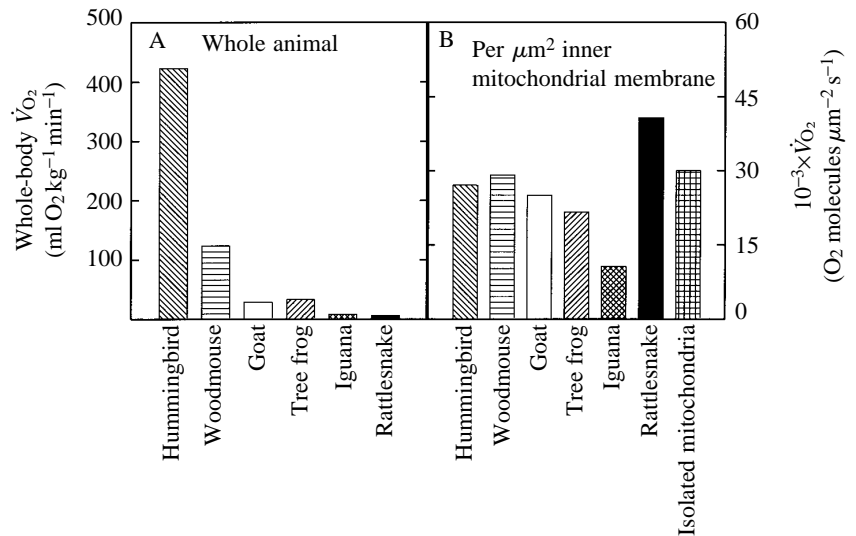 Whole-body V̇O₂
(ml O₂ kg⁻¹ min⁻¹)
500
400
300
200
100
A
Whole animal
Hummingbird
Woodmouse
Goat
Tree frog
Iguana
Rattlesnake
B
Per μm² inner
mitochondrial membrane
Hummingbird
Woodmouse
Goat
Tree frog
Iguana
Rattlesnake
Isolated mitochondria
60
45
30
15
0
10⁻³×V̇O₂
(O₂ molecules μm⁻² s⁻¹)